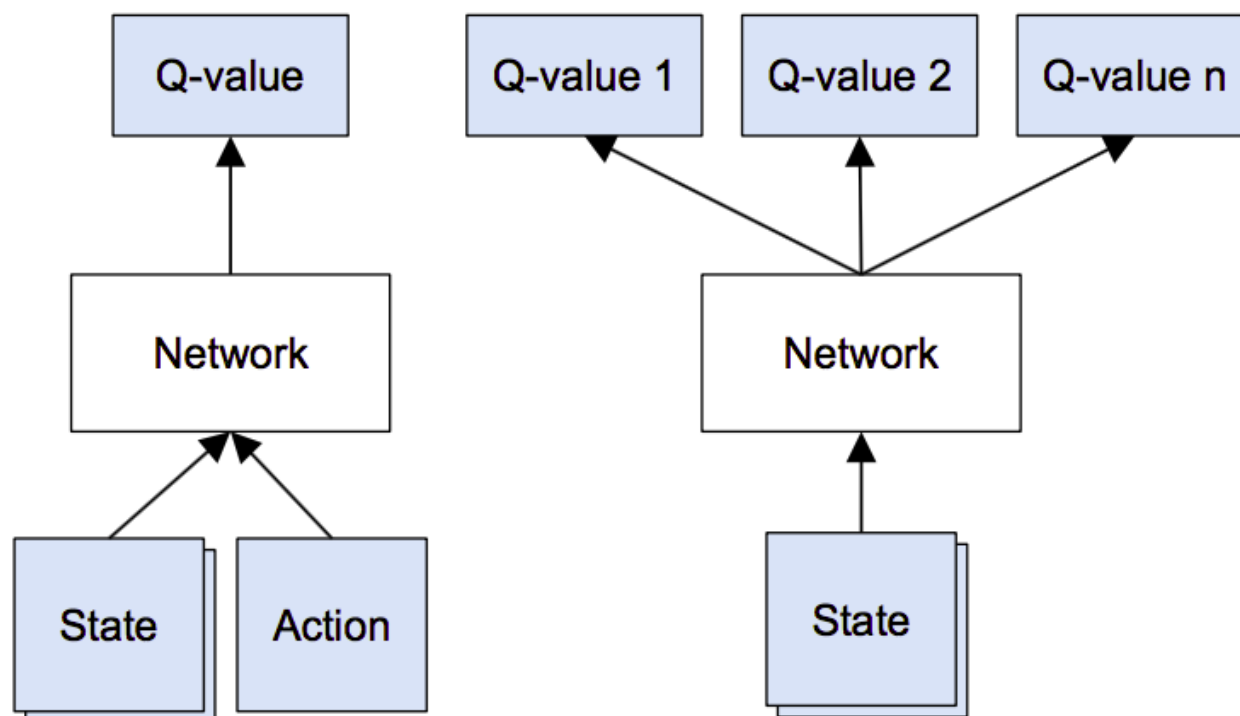 Q-value
Q-value 1
Q-value 2
Q-value n
Network
Network
State
Action
State